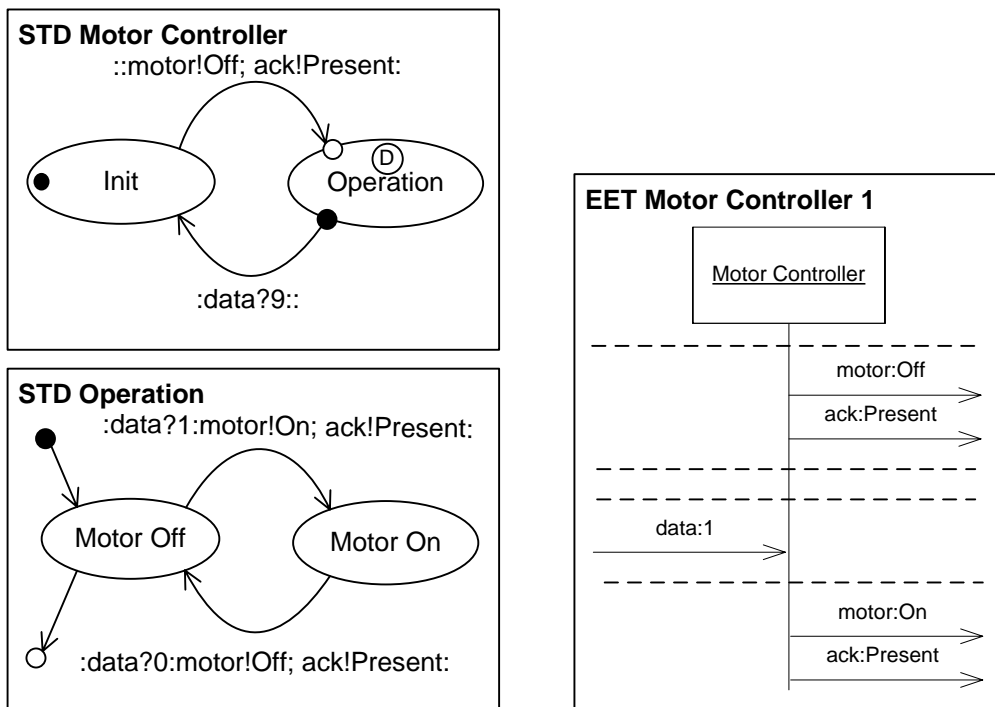 STD Motor Controller
::motor!Off; ack!Present:
Init
D
Operation
:data?9::
STD Operation
:data?1:motor!On; ack!Present:
Motor Off
Motor On
:data?0:motor!Off; ack!Present:
EET Motor Controller 1
Motor Controller
motor:Off
ack:Present
data:1
motor:On
ack:Present